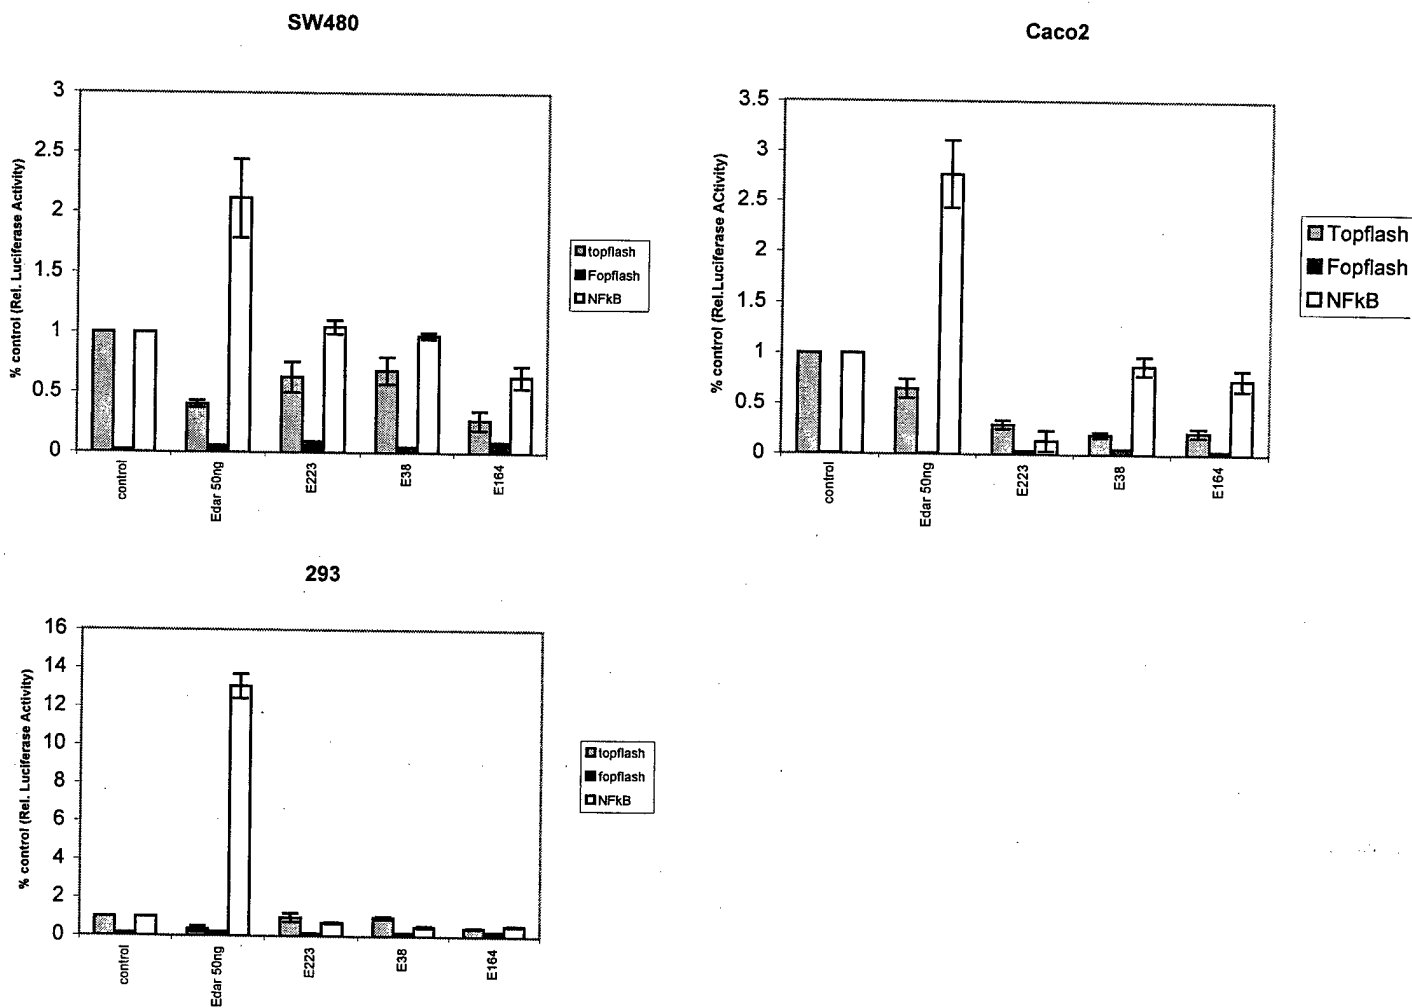 SW480
3
2.5
2
1.5
1
0.5
0
% control (Rel. Luciferase Activity)
control
Edar 50ng
E223
E38
E164
topflash
Fopflash
NFkB
Caco2
3.5
3
2.5
2
1.5
1
0.5
0
% control (Rel.Luciferase ACtivity)
control
Edar 50ng
E223
E38
E164
Topflash
Fopflash
NFkB
293
16
14
12
10
8
6
4
2
0
% control (Rel. Luciferase Activity)
control
Edar 50ng
E223
E38
E164
topflash
fopflash
NFkB